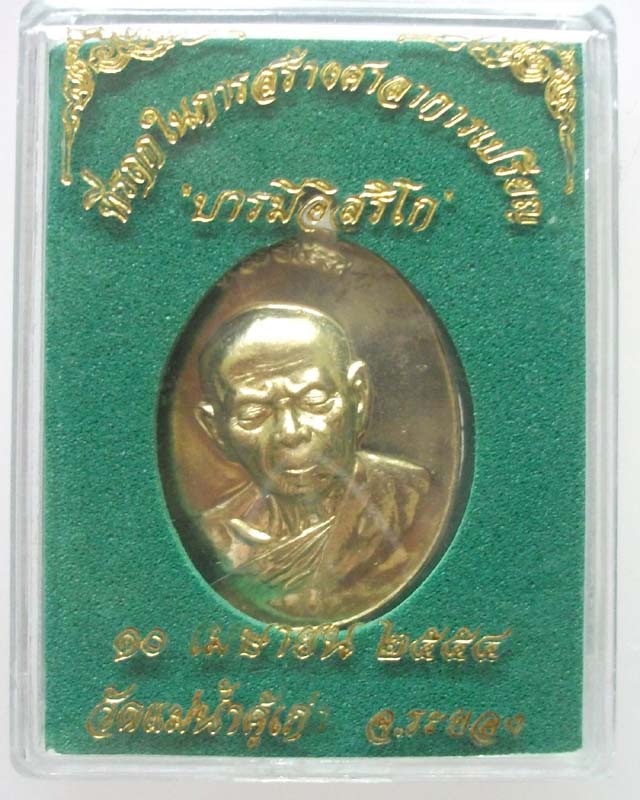 ที่ระลึกในการสร้างศาลาการเปรียญ
"บารมีอิสริโก"
๑๐ เมษายน ๒๕๕๔
วัดแม่น้ำคู้เก่า จ.ระยอง